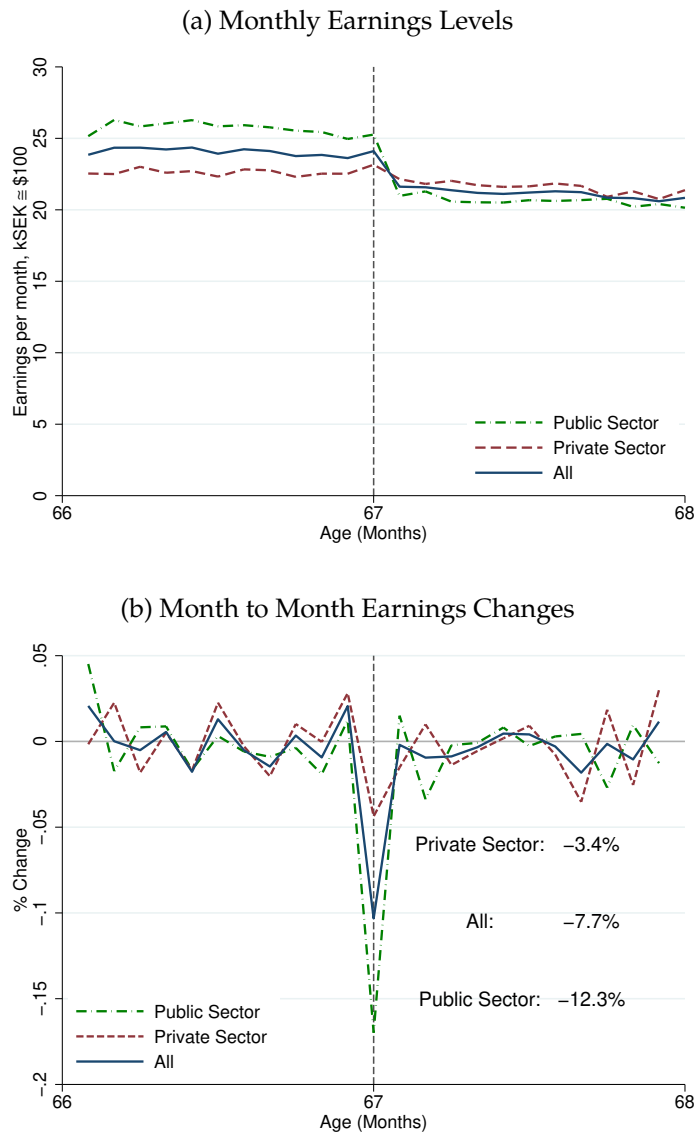 (a) Monthly Earnings Levels
30
25
20
15
10
5
0
Earnings per month, kSEK ≅ $100
Public Sector
Private Sector
All
66
67
68
Age (Months)
(b) Month to Month Earnings Changes
.05
0
−.05
−.1
−.15
−.2
% Change
Private Sector: −3.4%
All: −7.7%
Public Sector: −12.3%
Public Sector
Private Sector
All
66
67
68
Age (Months)